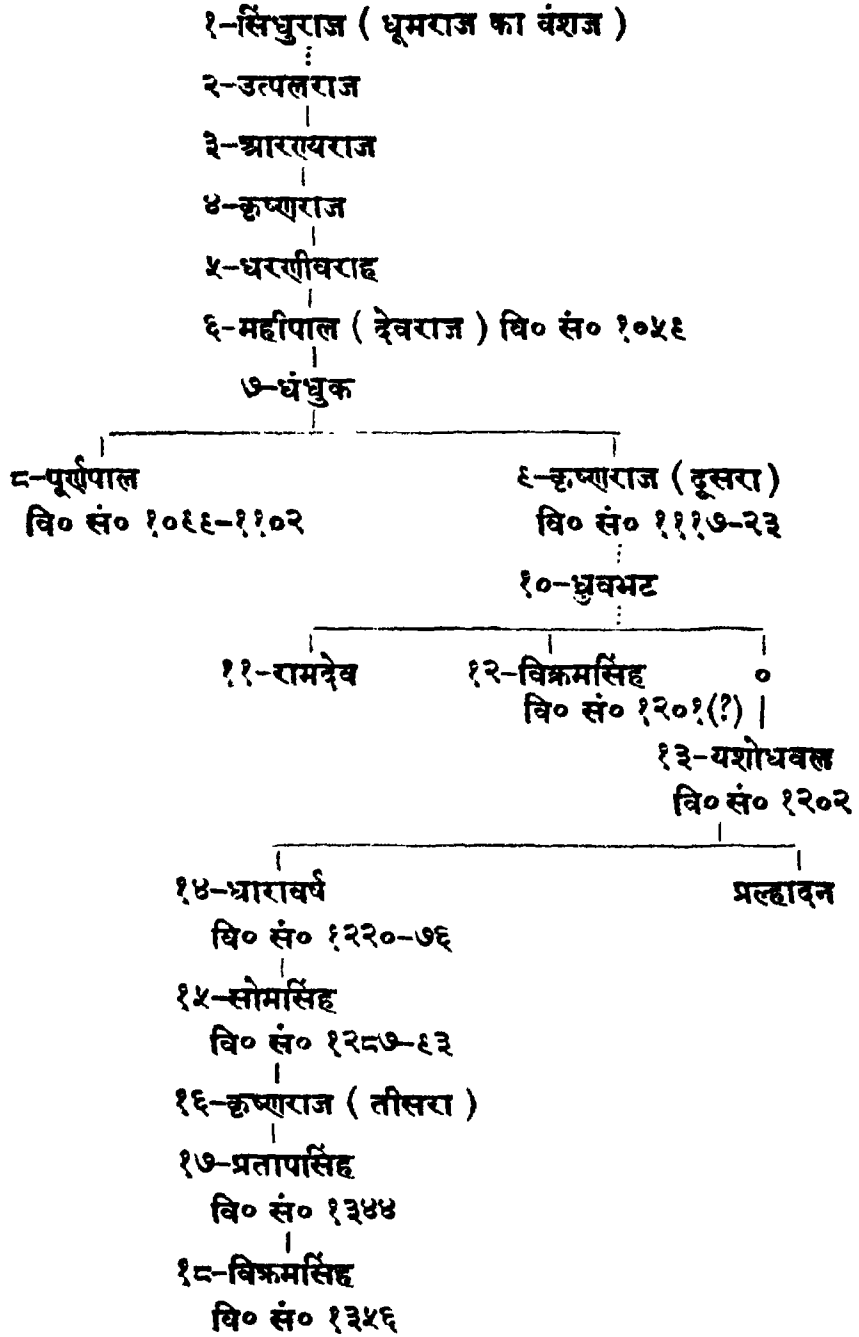 १-सिंधुराज ( धूमराज का वंशज )
२-उत्पलराज
३-आरण्यराज
४-कृष्णराज
५-धरणीवराह
६-महीपाल ( देवराज ) वि० सं० १०५९
७-धंधुक
८-पूर्णपाल ९-कृष्णराज ( दूसरा )
वि० सं० १०९९-११०२ वि० सं० १११७-२३
१०-ध्रुवभट
११-रामदेव १२-विक्रमसिंह ०
वि० सं० १२०१(?)
१३-यशोधवल
वि० सं० १२०२
१४-धारावर्ष प्रल्हादन
वि० सं० १२२०-७६
१५-सोमसिंह
वि० सं० १२८७-९३
१६-कृष्णराज ( तीसरा )
१७-प्रतापसिंह
वि० सं० १३४४
१८-विक्रमसिंह
वि० सं० १३५६